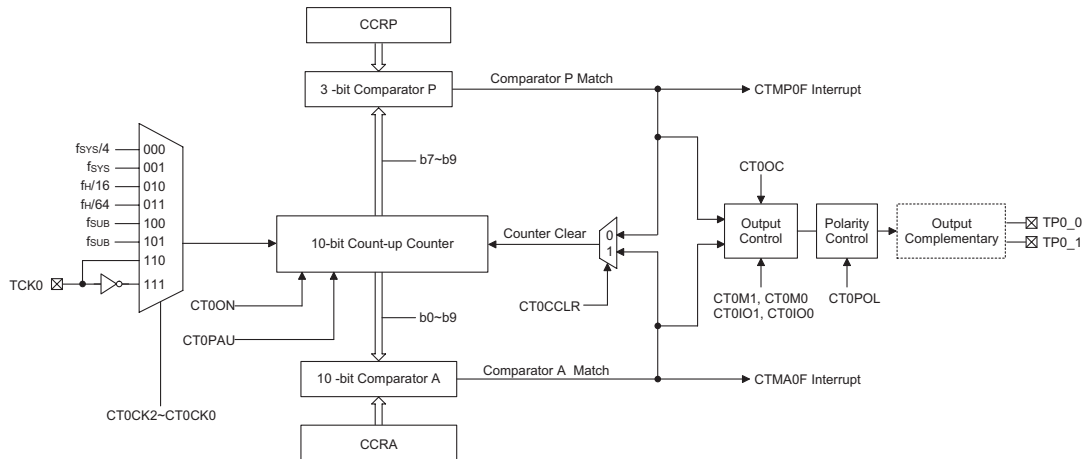 CCRP
3 -bit Comparator P
Comparator P Match
CTMP0F Interrupt
b7~b9
fSYS/4
000
fSYS
001
fH/16
010
fH/64
011
fSUB
100
fSUB
101
110
111
TCK0
CT0CK2~CT0CK0
10-bit Count-up Counter
CT0ON
CT0PAU
Counter Clear
0
1
CT0CCLR
CT0OC
Output
Control
CT0M1, CT0M0
CT0IO1, CT0IO0
Polarity
Control
CT0POL
Output
Complementary
TP0_0
TP0_1
b0~b9
10 -bit Comparator A
Comparator A Match
CTMA0F Interrupt
CCRA